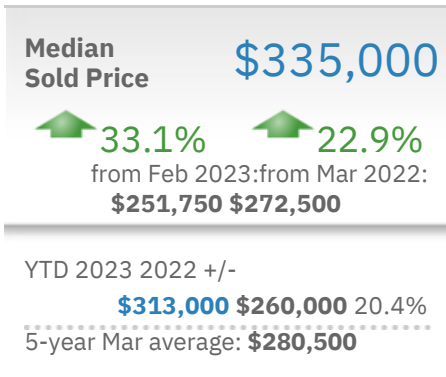 Median
Sold Price
$335,000
33.1% 22.9%
from Feb 2023:from Mar 2022:
$251,750 $272,500
YTD 2023 2022 +/-
$313,000 $260,000 20.4%
5-year Mar average: $280,500